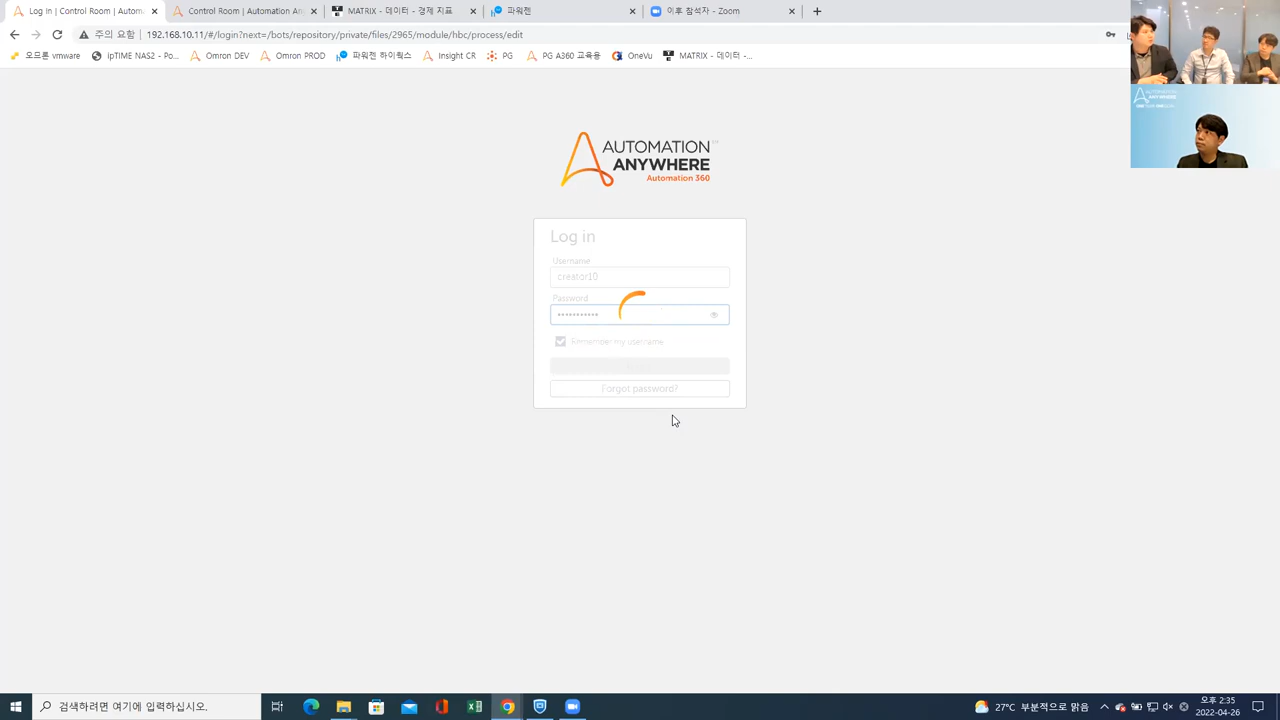 Log In | Control Room | Autom
Control Room | Automation An
MATRIX - 데이터 - 경제 지표
파워젠
이후 참석자 - Zoom
주의 요함
192.168.10.11/#/login?next=/bots/repository/private/files/2965/module/hbc/process/edit
오므론 vmware
ipTIME NAS2 - Po...
Omron DEV
Omron PROD
파워젠 하이웍스
Insight CR
PG
PG A360 교육용
OneVu
MATRIX - 데이터 -...
AUTOMATION
ANYWHERE
AUTOMATION
ANYWHERE
Automation 360
Log in
Username
creator10
Password
Remember my username
Forgot password?
검색하려면 여기에 입력하십시오.
27°C 부분적으로 맑음
오후 2:35
2022-04-26